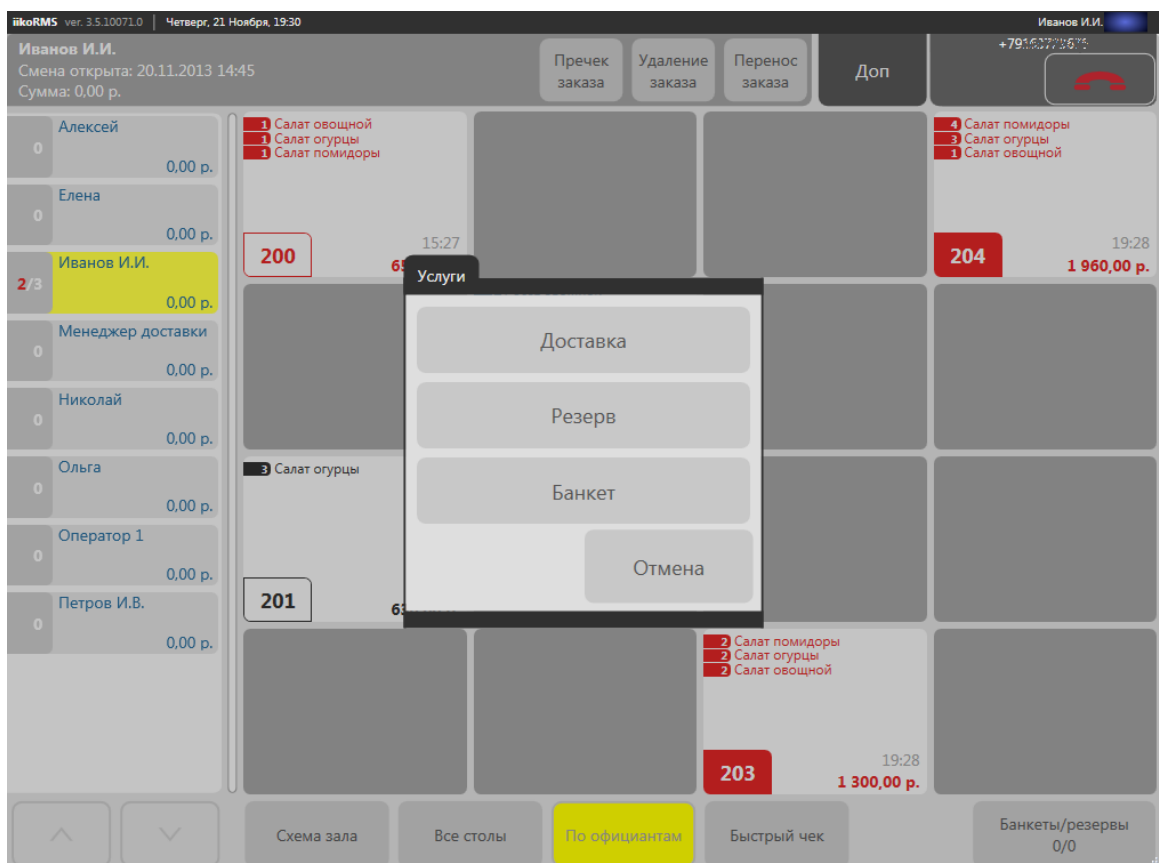 iikoRMS ver. 3.5.10071.0 Четверг, 21 Ноября, 19:30 Иванов И.И.
Иванов И.И.
Смена открыта: 20.11.2013 14:45
Сумма: 0,00 р.
Пречек
заказа
Удаление
заказа
Перенос
заказа
Доп
Алексей
0
0,00 р.
Елена
0
0,00 р.
Иванов И.И.
2/3
0,00 р.
Менеджер доставки
0
0,00 р.
Николай
0
0,00 р.
Ольга
0
0,00 р.
Оператор 1
0
0,00 р.
Петров И.В.
0
0,00 р.
1 Салат овощной
1 Салат огурцы
1 Салат помидоры
15:27
200
4 Салат помидоры
3 Салат огурцы
1 Салат овощной
19:28
204
1 960,00 р.
Услуги
Доставка
Резерв
Банкет
Отмена
3 Салат огурцы
201
2 Салат помидоры
2 Салат огурцы
2 Салат овощной
19:28
203
1 300,00 р.
Схема зала
Все столы
По официантам
Быстрый чек
Банкеты/резервы
0/0